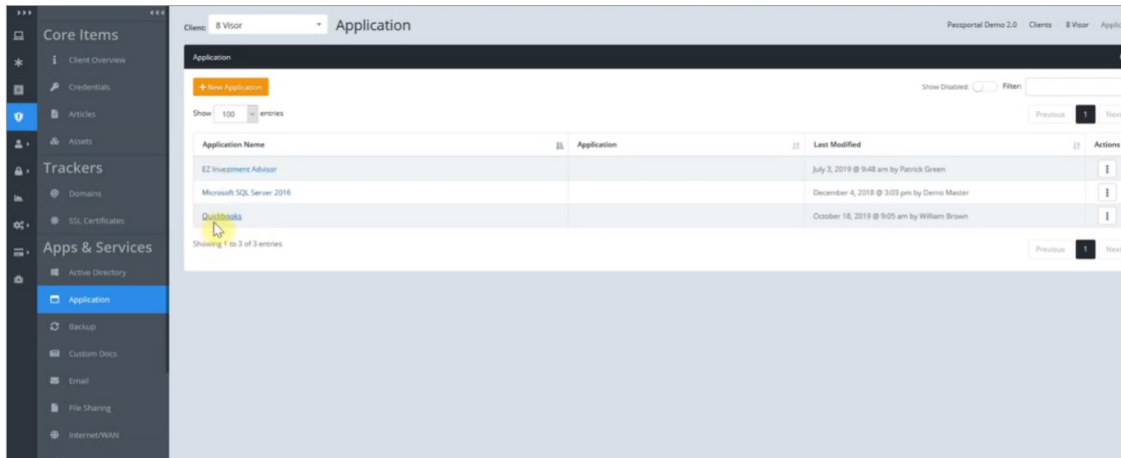 Core Items
Client Overview
Credentials
Articles
Assets
Trackers
Domains
SSL Certificates
Apps & Services
Active Directory
Application
Backup
Custom Docs
Email
File Sharing
Internet/WAN
Client: 8 Visor Application
Passportal Demo 2.0 Clients 8 Visor Applic
Application
+ New Application
Show Disabled: Filter:
Show 100 entries
Previous 1 Next
Application Name Application Last Modified Actions
EZ Investment Advisor July 3, 2019 @ 9:48 am by Patrick Green
Microsoft SQL Server 2016 December 4, 2018 @ 3:03 pm by Demo Master
Quickbooks October 18, 2019 @ 9:05 am by William Brown
Showing 1 to 3 of 3 entries
Previous 1 Next